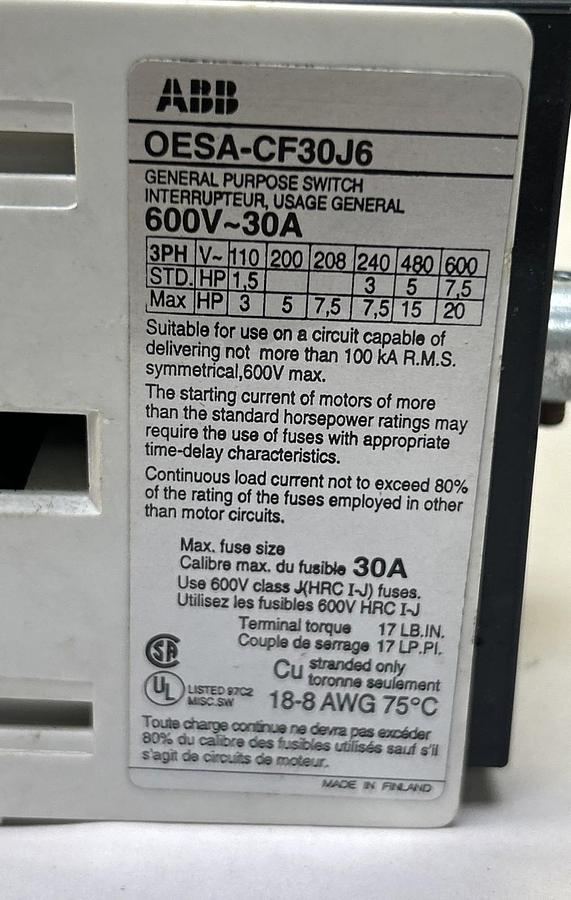 ABB
OESA-CF30J6
GENERAL PURPOSE SWITCH
INTERRUPTEUR, USAGE GENERAL
600V~30A
3PH V~ 110 200 208 240 480 600
STD. HP 1,5 3 5 7,5
Max HP 3 5 7,5 7,5 15 20
Suitable for use on a circuit capable of
delivering not more than 100 kA R.M.S.
symmetrical,600V max.
The starting current of motors of more
than the standard horsepower ratings may
require the use of fuses with appropriate
time-delay characteristics.
Continuous load current not to exceed 80%
of the rating of the fuses employed in other
than motor circuits.
Max. fuse size
Calibre max. du fusible 30A
Use 600V class J(HRC I-J) fuses.
Utilisez les fusibles 600V HRC I-J
Terminal torque 17 LB.IN.
Couple de serrage 17 LP.PI.
Cu stranded only
toronne seulement
SA
UL LISTED 97C2
MISC.SW
18-8 AWG 75°C
Toute charge continue ne devra pas excéder
80% du calibre des fusibles utilisés sauf s'il
s'agit de circuits de moteur.
MADE IN FINLAND